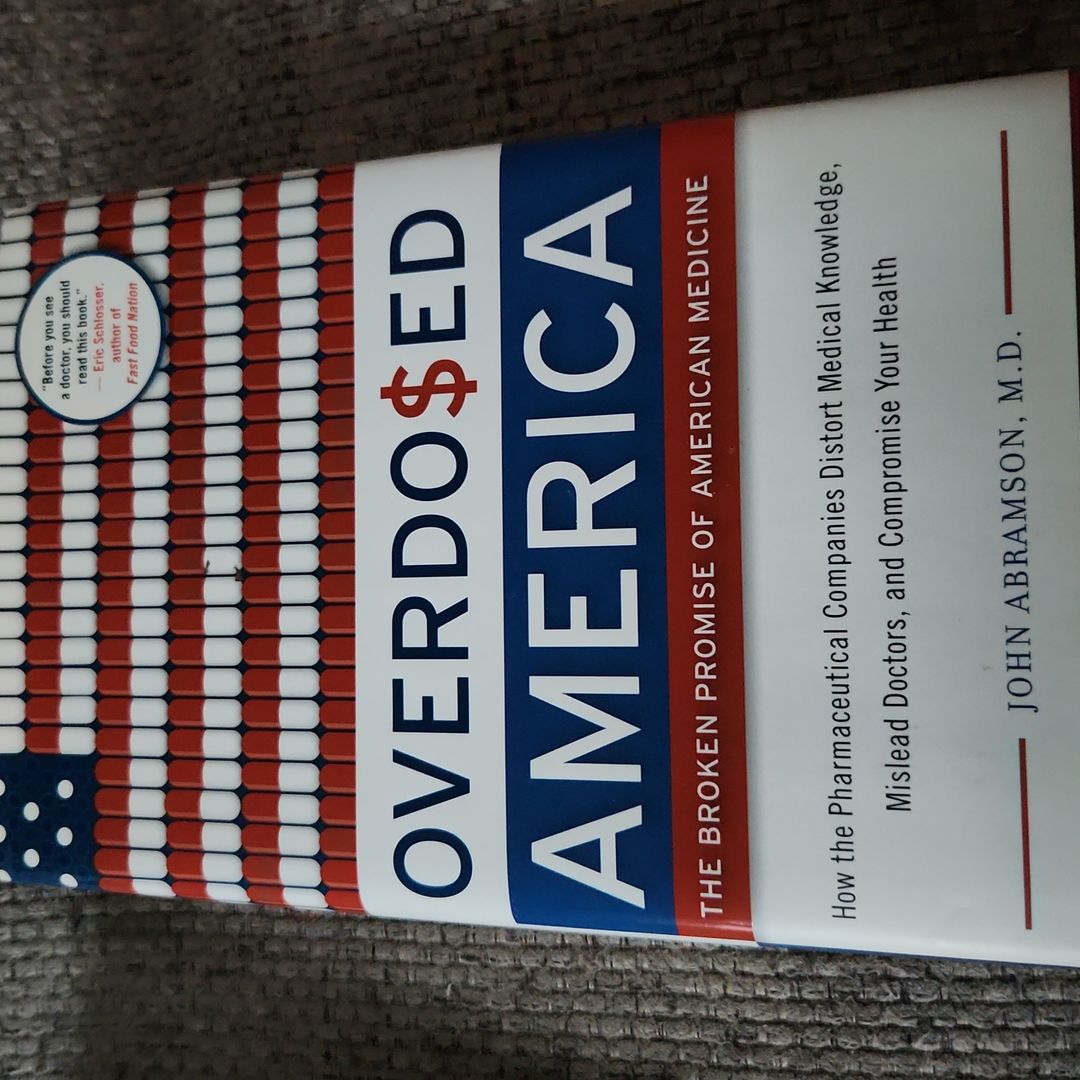 "Before you see
a doctor, you should
read this book."
— Eric Schlosser,
author of
Fast Food Nation
OVERDO$ED
AMERICA
THE BROKEN PROMISE OF AMERICAN MEDICINE
How the Pharmaceutical Companies Distort Medical Knowledge,
Mislead Doctors, and Compromise Your Health
JOHN ABRAMSON, M.D.